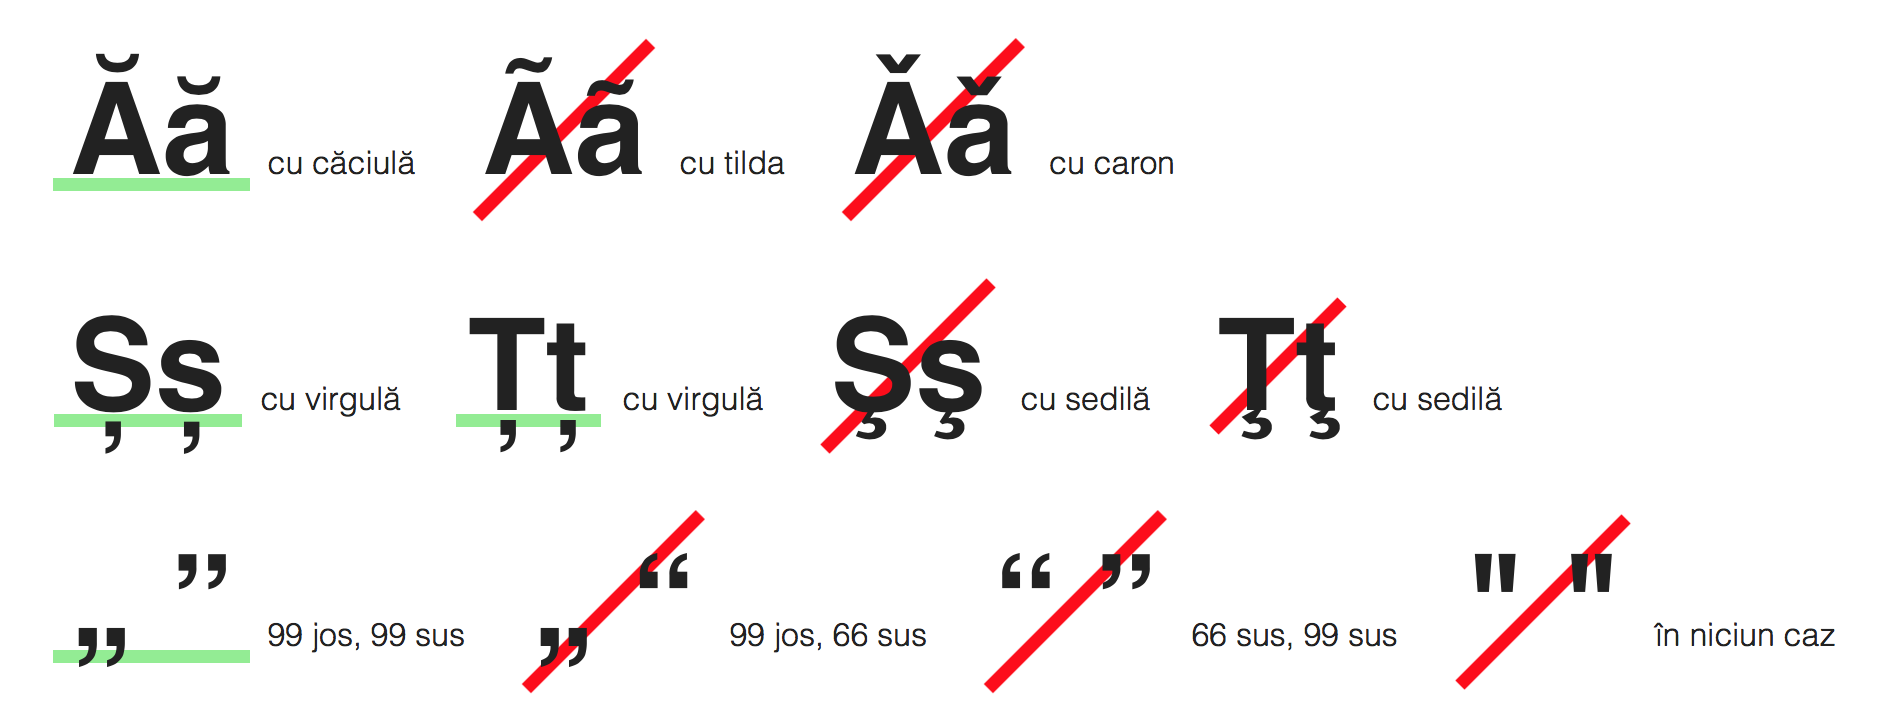 Ăă cu căciulă Ãã cu tilda Ǎǎ cu caron
Șș cu virgulă Țț cu virgulă Şş cu sedilă Ţţ cu sedilă
„ ” 99 jos, 99 sus „ “ 99 jos, 66 sus “ ” 66 sus, 99 sus " " în niciun caz